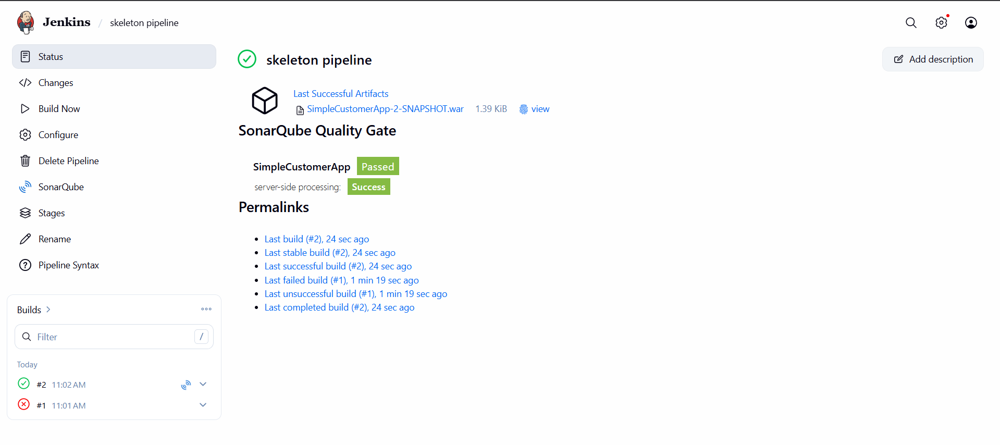 Jenkins / skeleton pipeline
Status
Changes
Build Now
Configure
Delete Pipeline
SonarQube
Stages
Rename
Pipeline Syntax
Builds
Filter /
Today
#2 11:02 AM
#1 11:01 AM
skeleton pipeline
Add description
Last Successful Artifacts
SimpleCustomerApp-2-SNAPSHOT.war 1.39 KiB view
SonarQube Quality Gate
SimpleCustomerApp Passed
server-side processing: Success
Permalinks
Last build (#2), 24 sec ago
Last stable build (#2), 24 sec ago
Last successful build (#2), 24 sec ago
Last failed build (#1), 1 min 19 sec ago
Last unsuccessful build (#1), 1 min 19 sec ago
Last completed build (#2), 24 sec ago